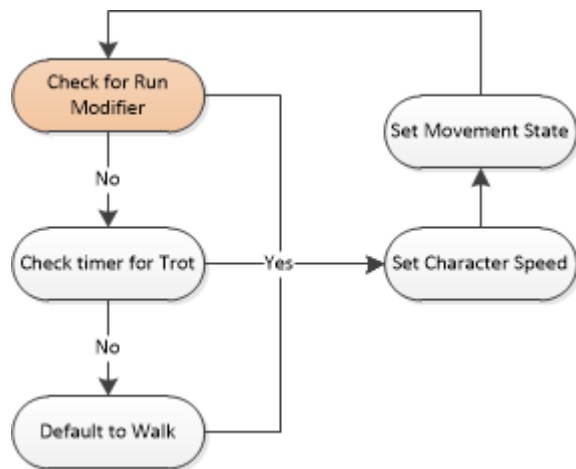 Check for Run
Modifier
Set Movement State
No
Check timer for Trot
Yes
Set Character Speed
No
Default to Walk